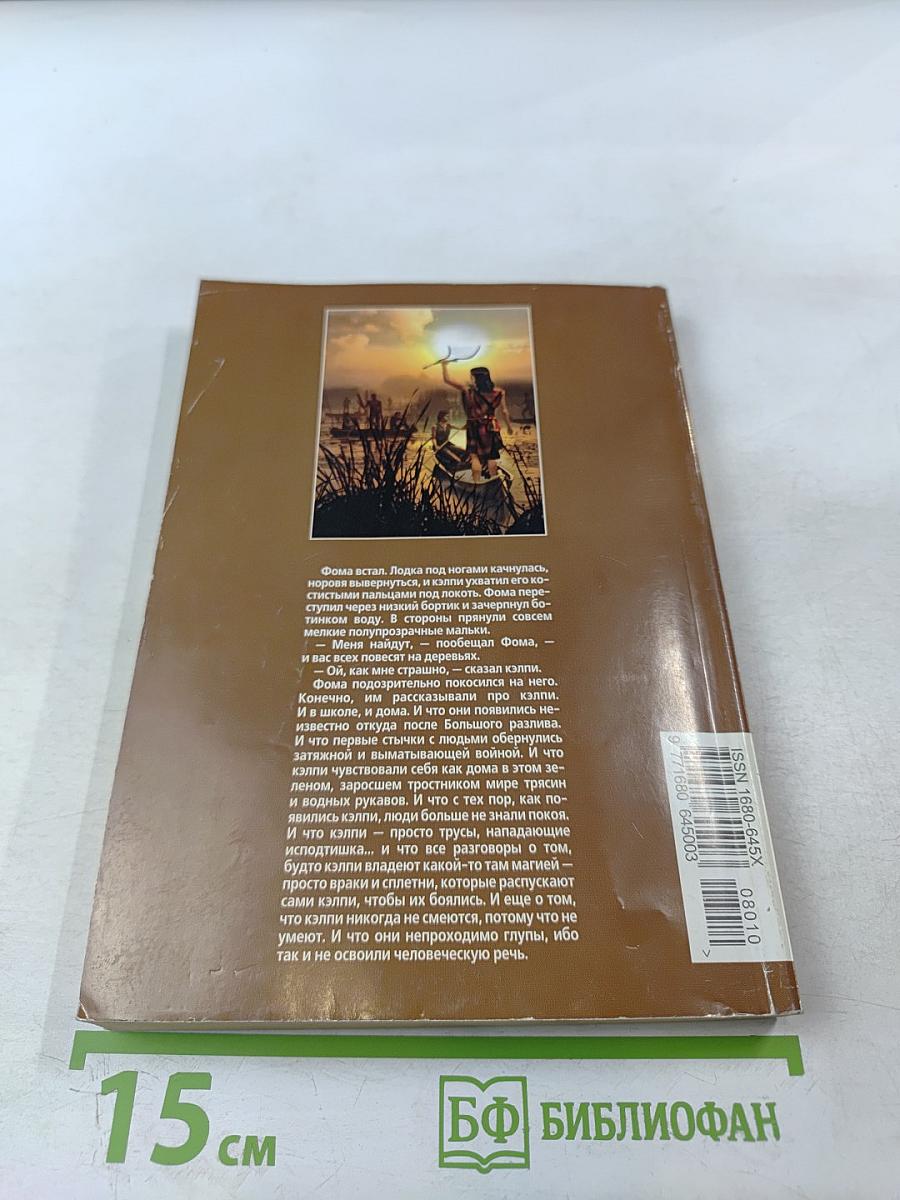 Фома встал. Лодка под ногами качнулась,
норовя вывернуться, и кэлпи ухватил его ко-
стистыми пальцами под локоть. Фома пере-
ступил через низкий бортик и зачерпнул бо-
тинком воду. В стороны прянули совсем
мелкие полупрозрачные мальки.
— Меня найдут, — пообещал Фома, —
и вас всех повесят на деревьях.
— Ой, как мне страшно, — сказал кэлпи.
Фома подозрительно покосился на него.
Конечно, им рассказывали про кэлпи.
И в школе, и дома. И что они появились не-
известно откуда после Большого разлива.
И что первые стычки с людьми обернулись
затяжной и выматывающей войной. И что
кэлпи чувствовали себя как дома в этом зе-
леном, заросшем тростником мире трясин
и водных рукавов. И что с тех пор, как по-
явились кэлпи, люди больше не знали покоя.
И что кэлпи — просто трусы, нападающие
исподтишка... и что все разговоры о том,
будто кэлпи владеют какой-то там магией —
просто враки и сплетни, которые распускают
сами кэлпи, чтобы их боялись. И еще о том,
что кэлпи никогда не смеются, потому что не
умеют. И что они непроходимо глупы, ибо
так и не освоили человеческую речь.
ISSN 1680-645X
08010
9 771680 645003 >
15 см
БФ БИБЛИОФАН